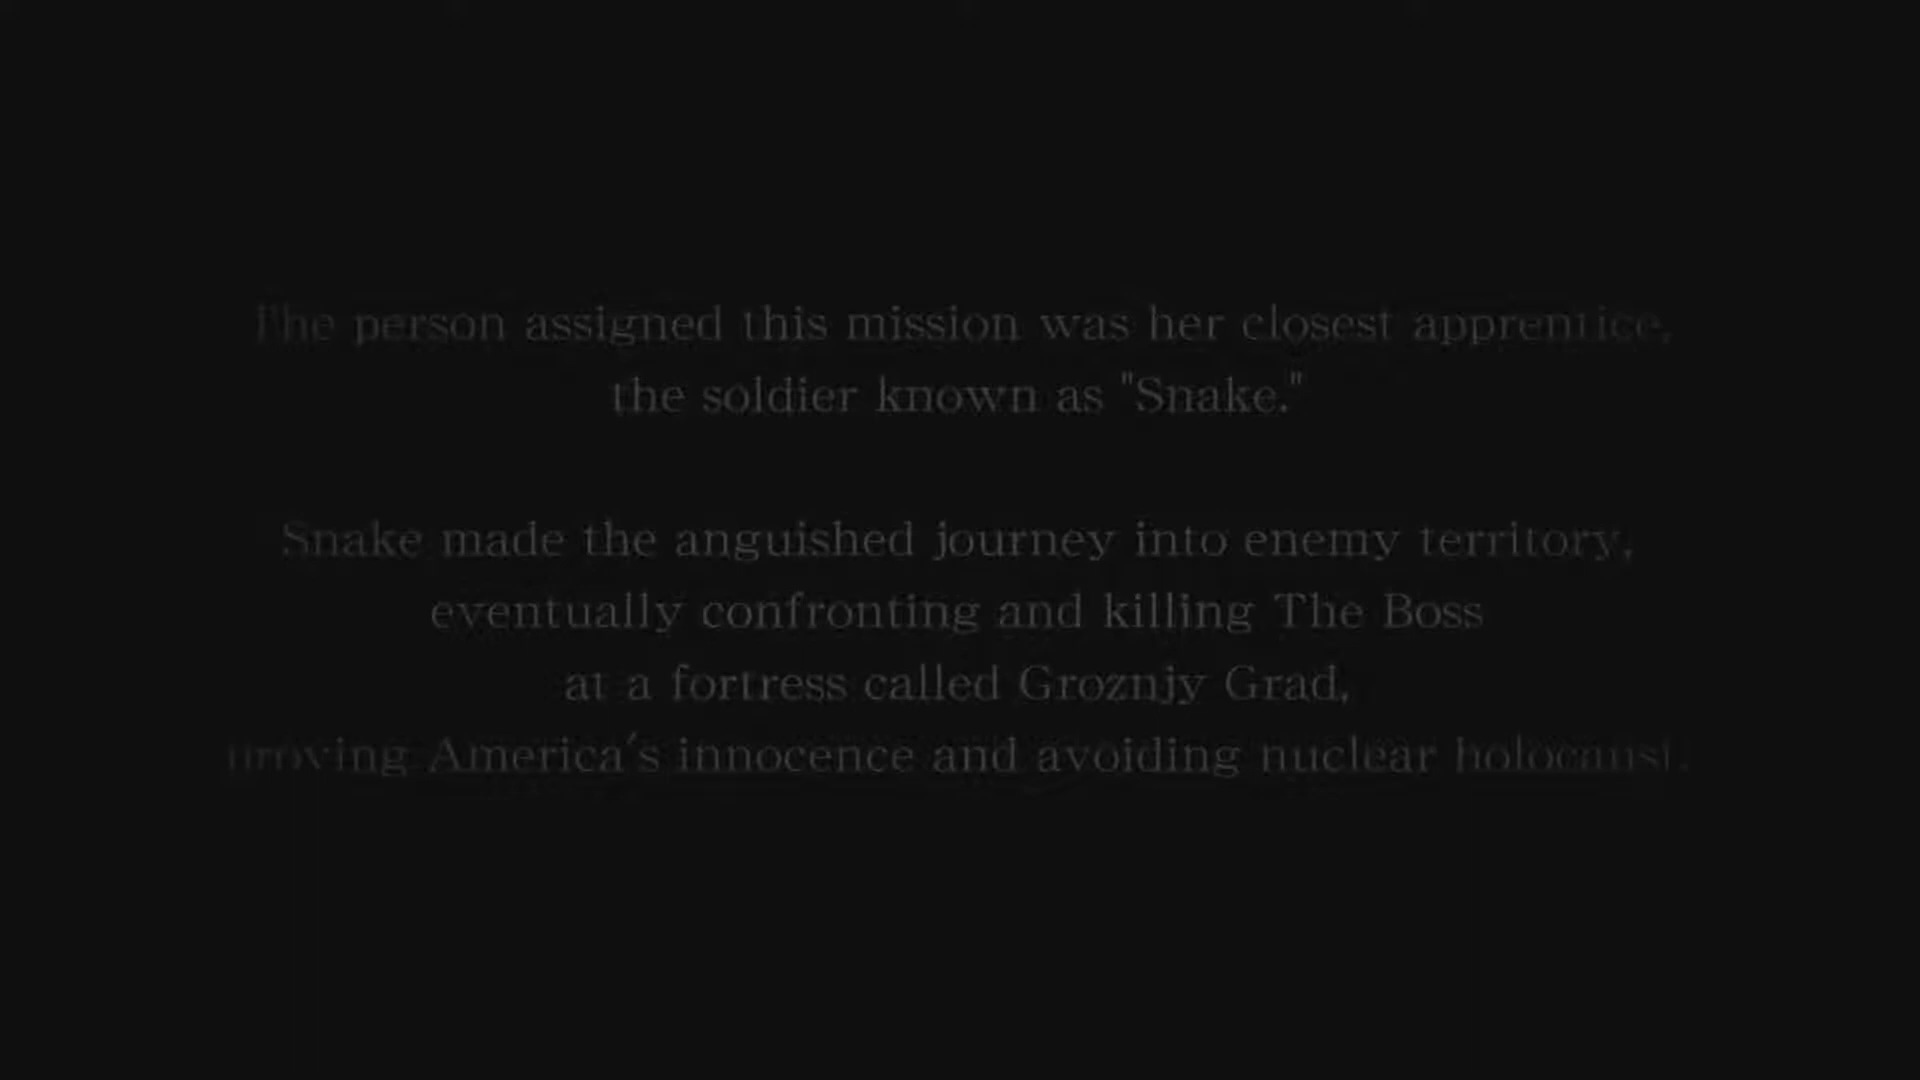 The person assigned this mission was her closest apprentice,
the soldier known as "Snake."
Snake made the anguished journey into enemy territory,
eventually confronting and killing The Boss
at a fortress called Groznjy Grad,
proving America's innocence and avoiding nuclear holocaust.